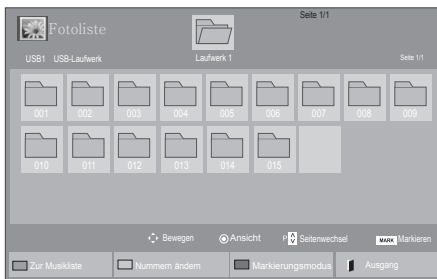 Seite 1/1
Fotoliste
USB1 USB-Laufwerk Laufwerk 1 Seite 1/1
001 002 003 004 005 006 007 008 009
010 011 012 013 014 015
Bewegen Ansicht P Seitenwechsel MARK Markieren
Zur Musikliste Nummern ändern Markierungsmodus Ausgang